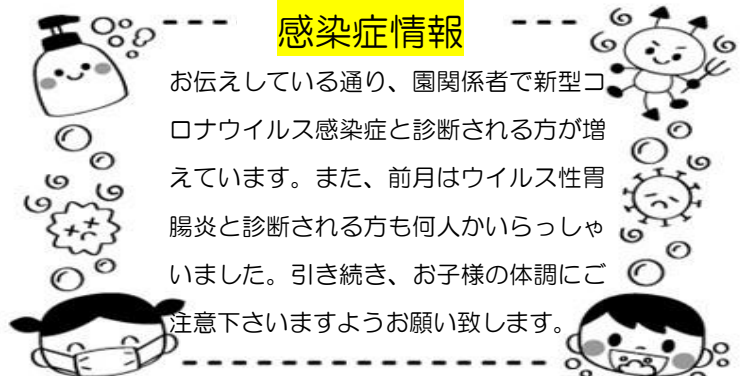 感染症情報
お伝えしている通り、園関係者で新型コ
ロナウイルス感染症と診断される方が増
えています。また、前月はウイルス性胃
腸炎と診断される方も何人かいらっしゃ
いました。引き続き、お子様の体調にご
注意下さいますようお願い致します。